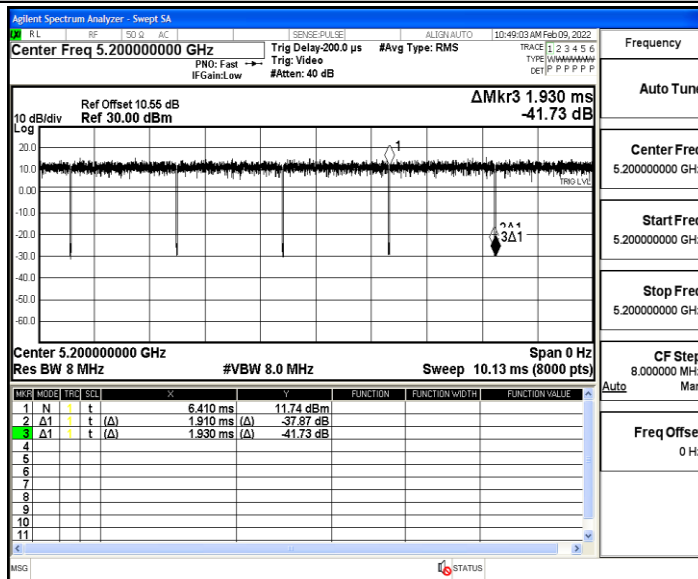 Agilent Spectrum Analyzer - Swept SA
RL RF 50 Ω AC SENSE:PULSE ALIGN AUTO 10:49:03 AM Feb 09, 2022
Center Freq 5.200000000 GHz
PNO: Fast
IFGain:Low
Trig Delay-200.0 µs
Trig: Video
#Atten: 40 dB
#Avg Type: RMS
TRACE 1 2 3 4 5 6
TYPE
DET P P P P P P
Frequency
Auto Tune
Center Freq
5.200000000 GHz
Start Freq
5.200000000 GHz
Stop Freq
5.200000000 GHz
CF Step
8.000000 MHz
Auto Man
Freq Offset
0 Hz
ΔMkr3 1.930 ms
-41.73 dB
Ref Offset 10.55 dB
10 dB/div Ref 30.00 dBm
Log
20.0
10.0
0.00
-10.0
-20.0
-30.0
-40.0
-50.0
-60.0
1
TRIG LVL
2Δ1
3Δ1
Center 5.200000000 GHz Span 0 Hz
Res BW 8 MHz #VBW 8.0 MHz Sweep 10.13 ms (8000 pts)
MKR MODE TRC SCL X Y FUNCTION FUNCTION WIDTH FUNCTION VALUE
1 N 1 t 6.410 ms 11.74 dBm
2 Δ1 1 t (Δ) 1.910 ms (Δ) -37.87 dB
3 Δ1 1 t (Δ) 1.930 ms (Δ) -41.73 dB
4
5
6
7
8
9
10
11
MSG STATUS